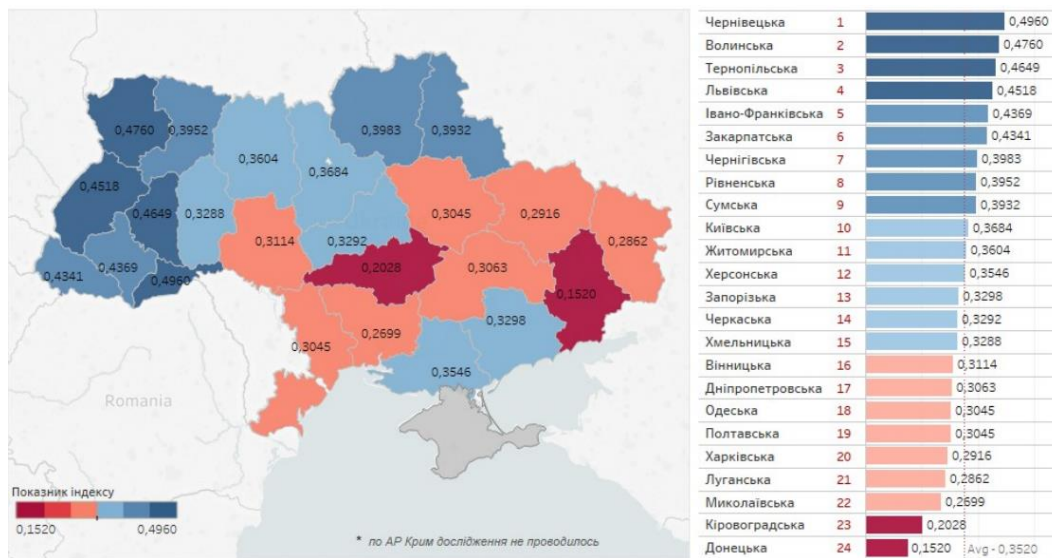 0,4760
0,3952
0,3983
0,3932
0,3604
0,3684
0,4518
0,4649
0,3288
0,3045
0,2916
0,2862
0,3114
0,3292
0,4341
0,4369
0,4960
0,2028
0,3063
0,1520
0,3045
0,2699
0,3298
0,3546
Romania
Показник індексу
0,1520 0,4960
* по АР Крим дослідження не проводилось
Чернівецька 1 0,4960
Волинська 2 0,4760
Тернопільська 3 0,4649
Львівська 4 0,4518
Івано-Франківська 5 0,4369
Закарпатська 6 0,4341
Чернігівська 7 0,3983
Рівненська 8 0,3952
Сумська 9 0,3932
Київська 10 0,3684
Житомирська 11 0,3604
Херсонська 12 0,3546
Запорізька 13 0,3298
Черкаська 14 0,3292
Хмельницька 15 0,3288
Вінницька 16 0,3114
Дніпропетровська 17 0,3063
Одеська 18 0,3045
Полтавська 19 0,3045
Харківська 20 0,2916
Луганська 21 0,2862
Миколаївська 22 0,2699
Кіровоградська 23 0,2028
Донецька 24 0,1520 Avg - 0,3520